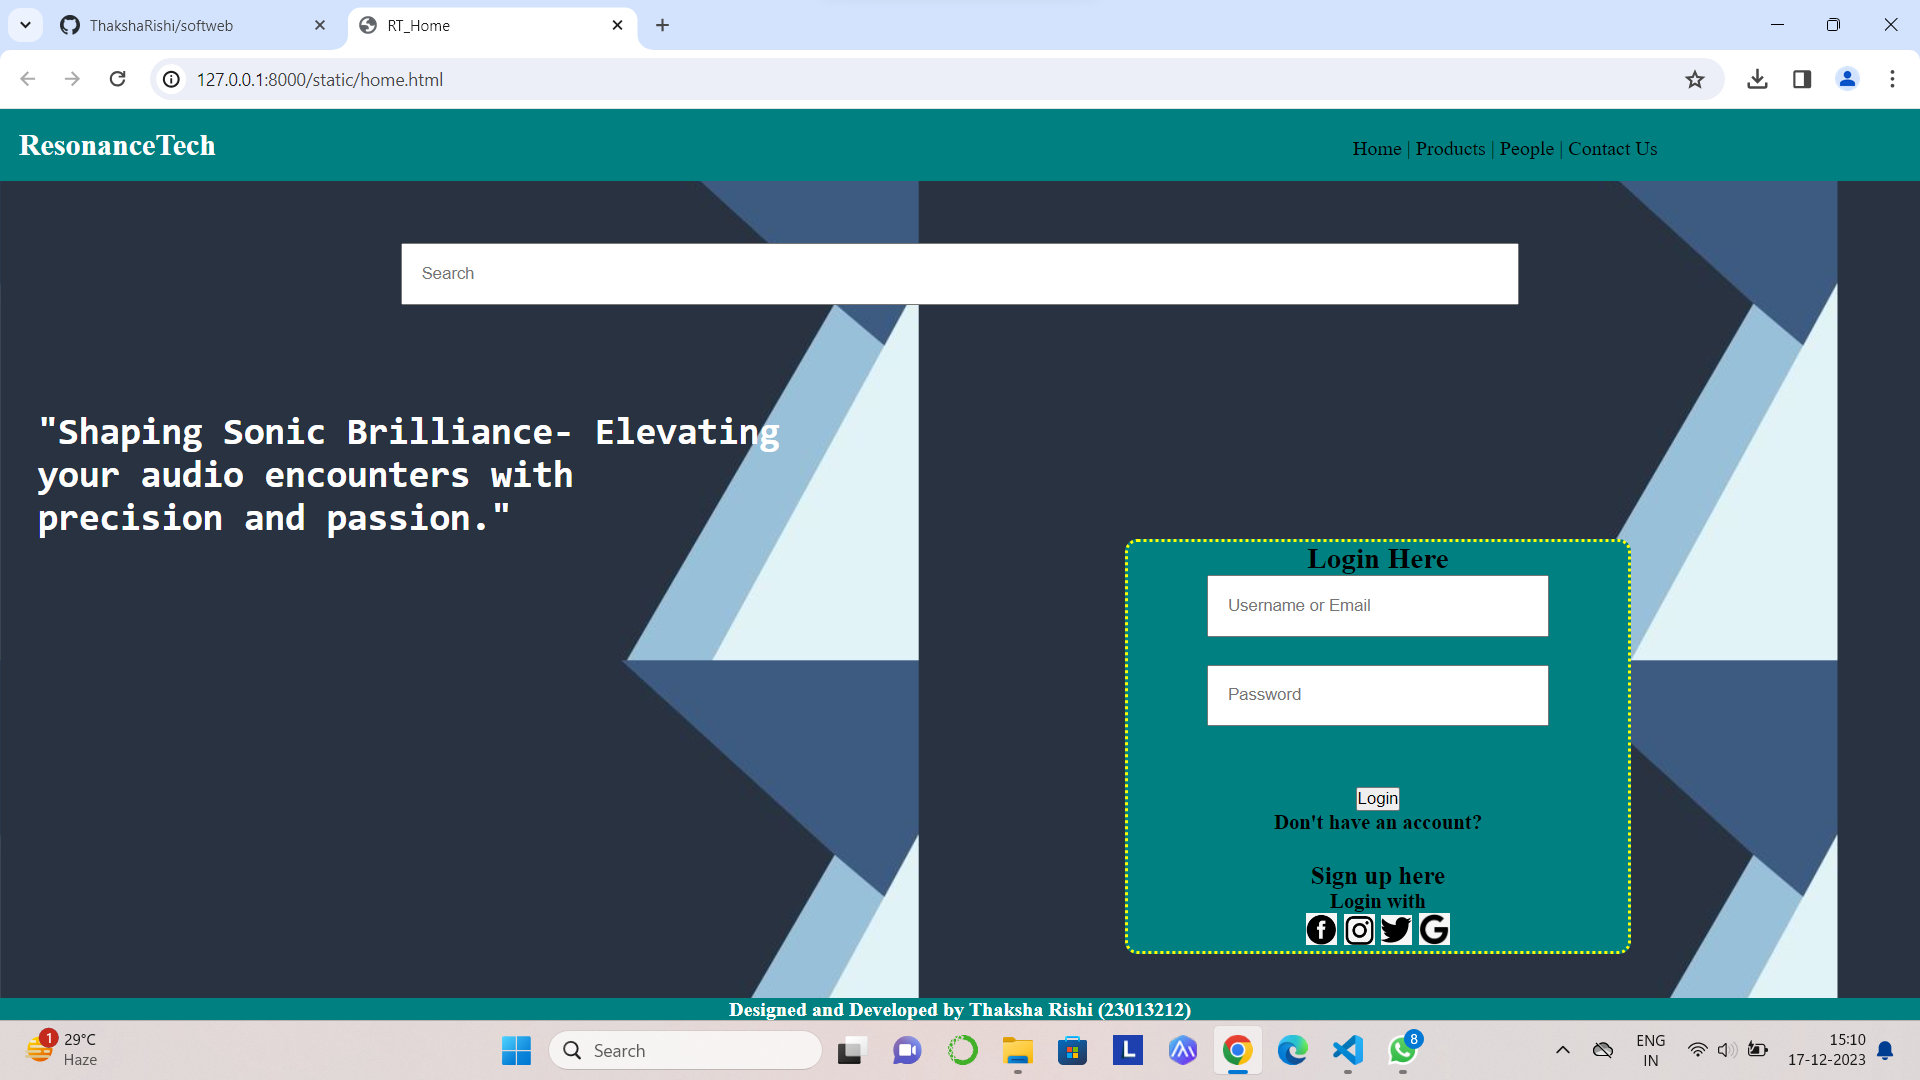 ThakshaRishi/softweb
RT_Home
127.0.0.1:8000/static/home.html
ResonanceTech
Home | Products | People | Contact Us
Search
"Shaping Sonic Brilliance- Elevating
your audio encounters with
precision and passion."
Login Here
Username or Email
Password
Login
Don't have an account?
Sign up here
Login with
Designed and Developed by Thaksha Rishi (23013212)
1
29°C
Haze
Search
L
8
ENG
IN
15:10
17-12-2023